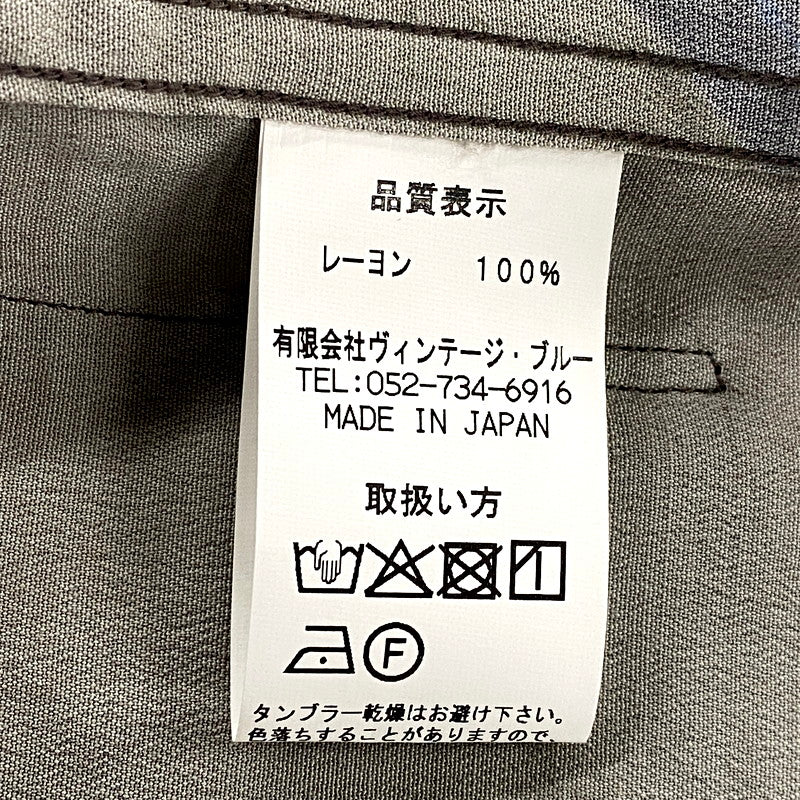 品質表示
レーヨン 100%
有限会社ヴィンテージ・ブルー
TEL:052-734-6916
MADE IN JAPAN
取扱い方
F
タンブラー乾燥はお避け下さい。
色落ちすることがありますので、